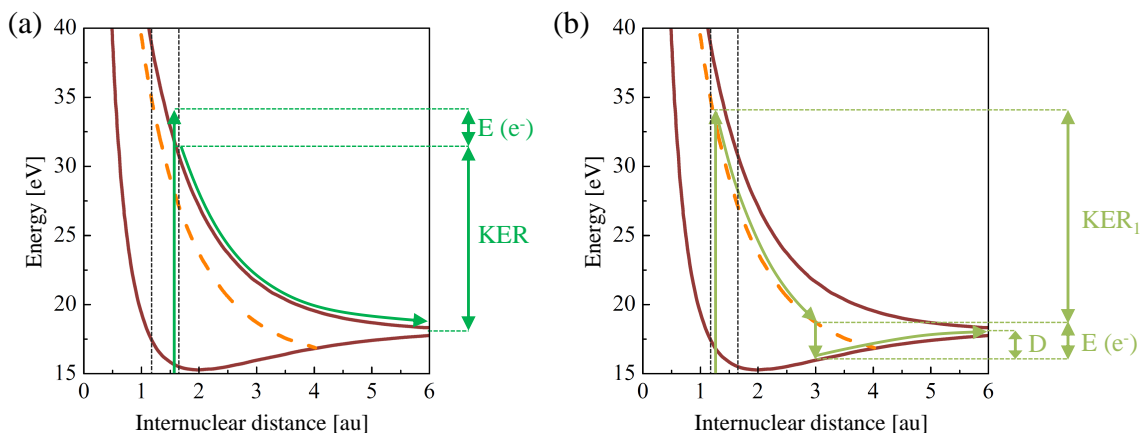 (a)
40
35
30
25
20
15
Energy [eV]
0 1 2 3 4 5 6
Internuclear distance [au]
E (e-)
KER
(b)
40
35
30
25
20
15
Energy [eV]
0 1 2 3 4 5 6
Internuclear distance [au]
KER1
D
E (e-)